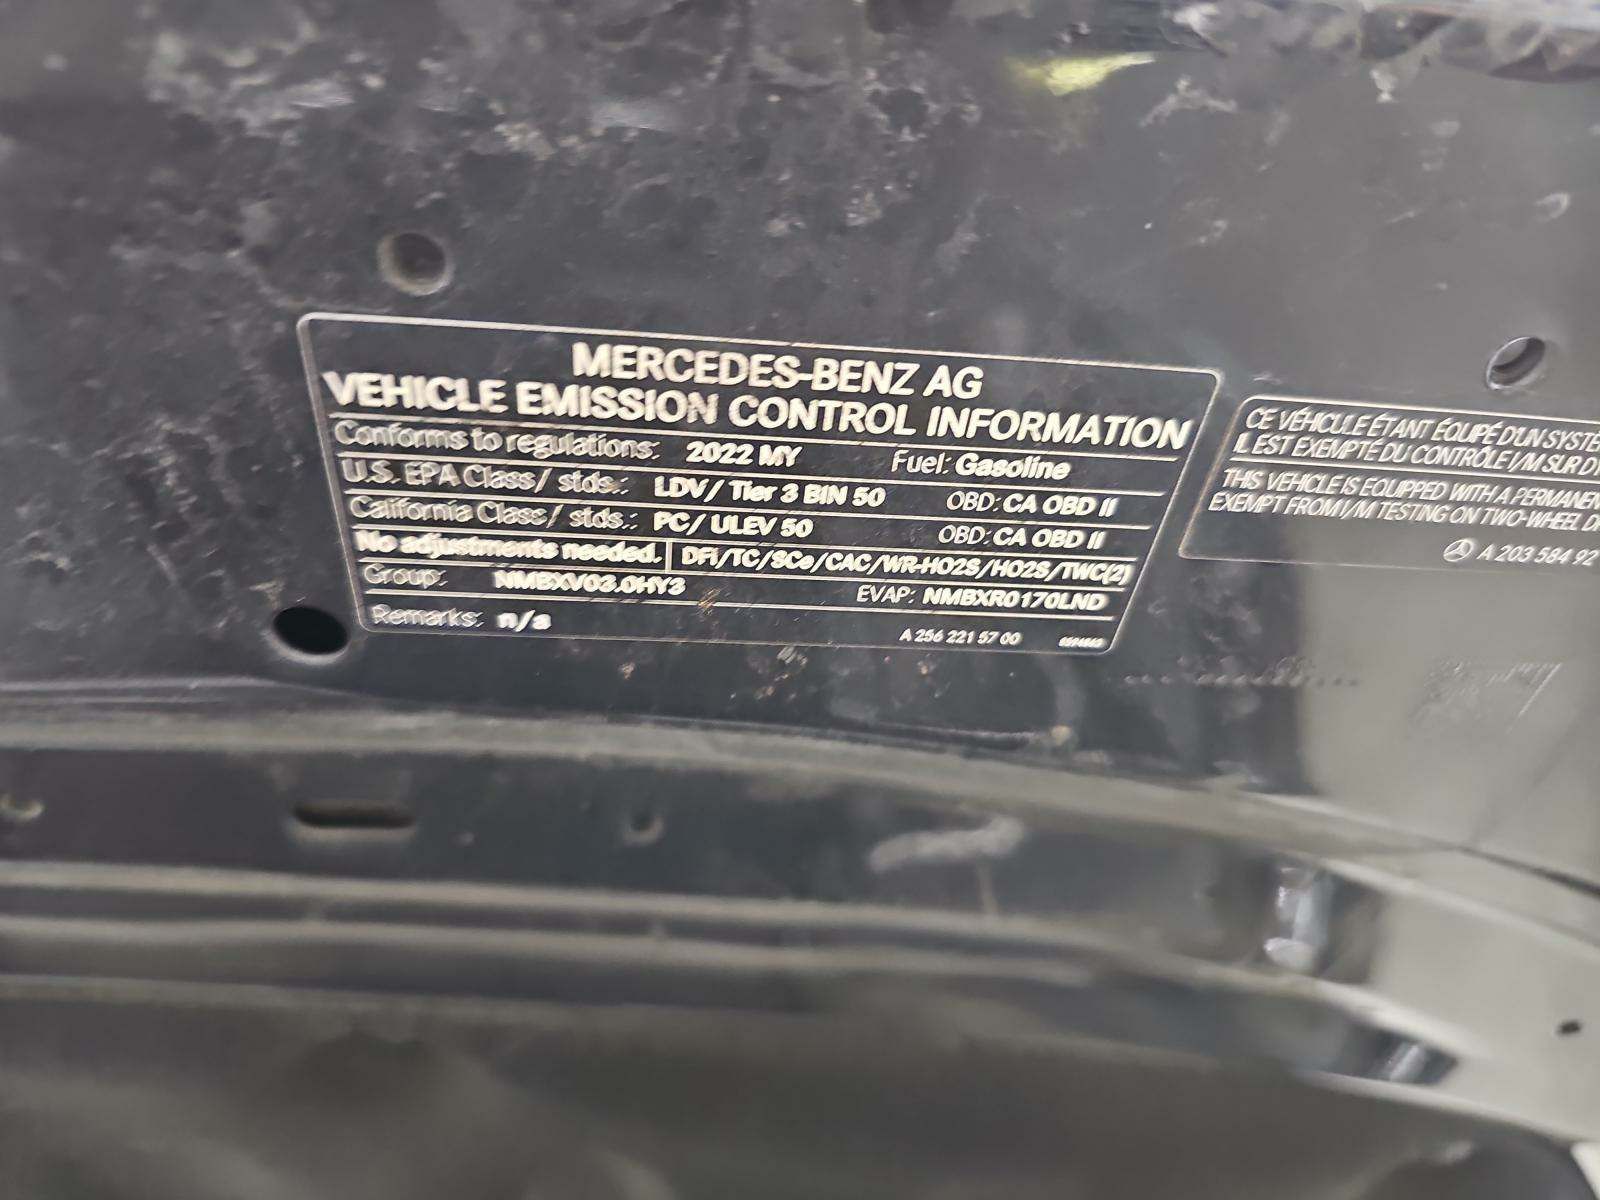 MERCEDES-BENZ AG
VEHICLE EMISSION CONTROL INFORMATION
Conforms to regulations: 2022 MY Fuel: Gasoline
U.S. EPA Class/ stds.: LDV/ Tier 3 BIN 50 OBD: CA OBD II
California Class/ stds.: PC/ ULEV 50 OBD: CA OBD II
No adjustments needed. DFI/TC/SCe/CAC/WR-HO2S/HO2S/TWC(2)
Group: NMBXV03.0HY3 EVAP: NMBXR0170LND
Remarks: n/a
A 256 221 57 00
CE VÉHICULE ÉTANT ÉQUIPÉ D'UN SYSTÈ
IL EST EXEMPTÉ DU CONTRÔLE I/M SUR
THIS VEHICLE IS EQUIPPED WITH A PERMANEN
EXEMPT FROM I/M TESTING ON TWO-WHEEL
A 203 584 92